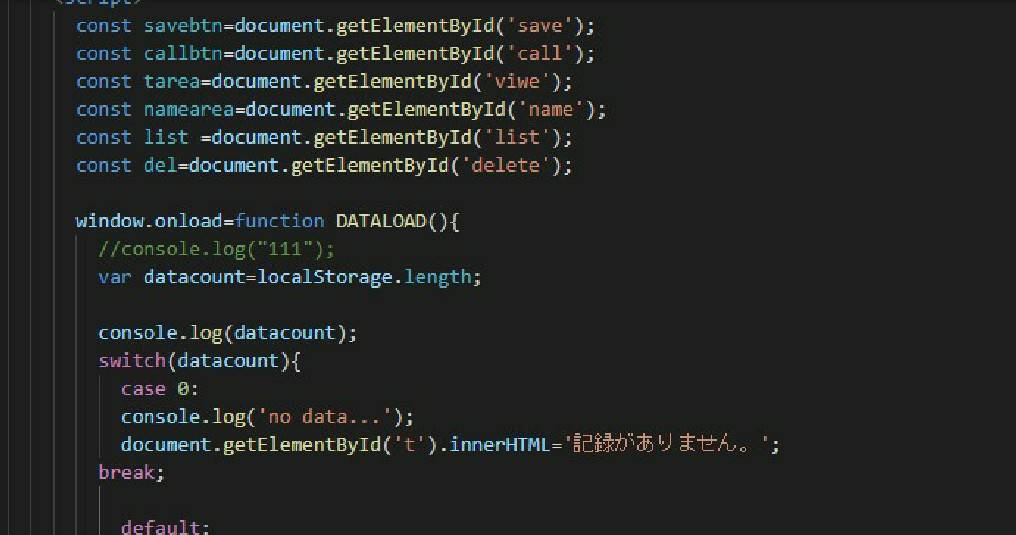 <script>
const savebtn=document.getElementById('save');
const callbtn=document.getElementById('call');
const tarea=document.getElementById('viwe');
const namearea=document.getElementById('name');
const list =document.getElementById('list');
const del=document.getElementById('delete');
window.onload=function DATALOAD(){
//console.log("111");
var datacount=localStorage.length;
console.log(datacount);
switch(datacount){
case 0:
console.log('no data...');
document.getElementById('t').innerHTML='記録がありません。';
break;
default: